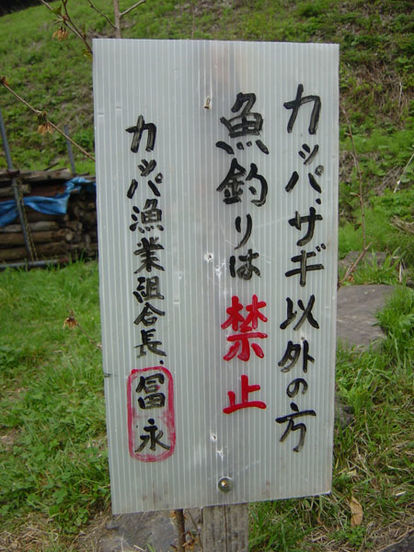 カッパ、サギ以外の方
魚釣りは禁止
カッパ漁業組合長、冨永